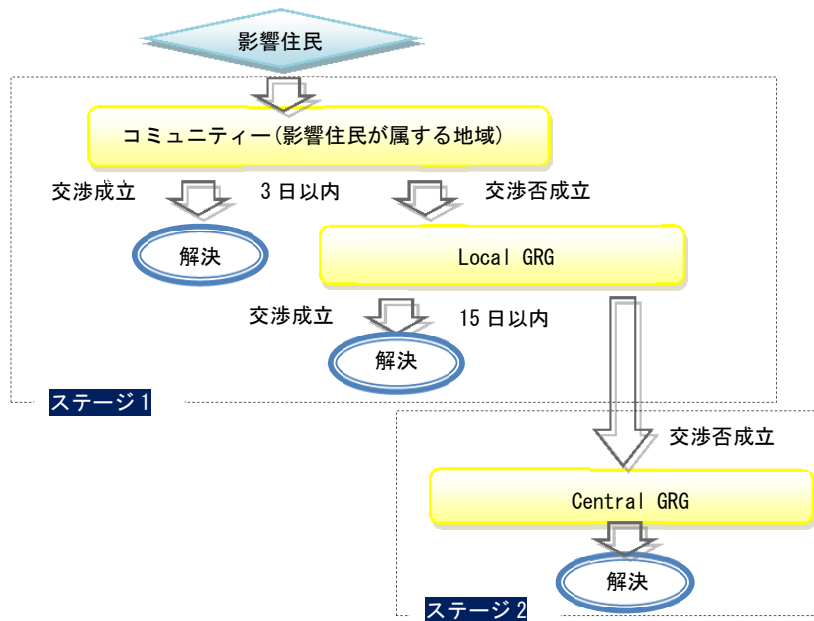 影響住民
コミュニティー(影響住民が属する地域)
交渉成立
3 日以内
交渉否成立
解決
Local GRG
交渉成立
15 日以内
解決
ステージ 1
交渉否成立
Central GRG
解決
ステージ 2